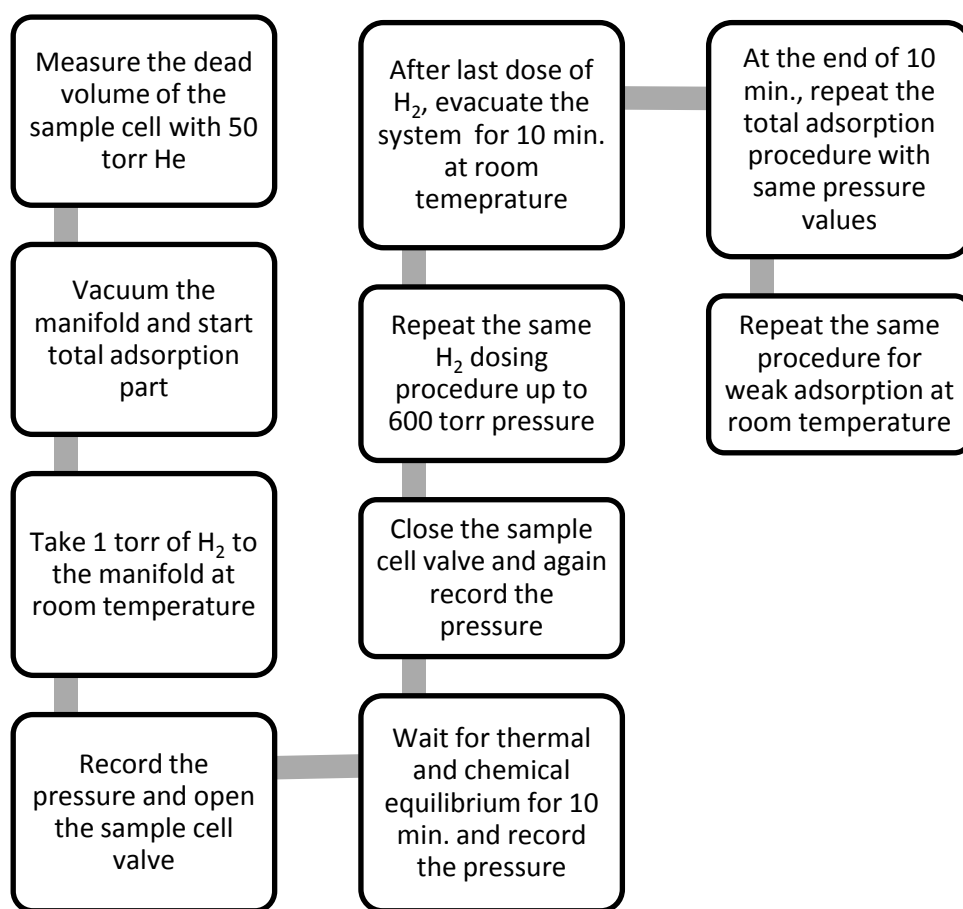 Measure the dead
volume of the
sample cell with 50
torr He
Vacuum the
manifold and start
total adsorption
part
Take 1 torr of H₂ to
the manifold at
room temperature
Record the
pressure and open
the sample cell
valve
Wait for thermal
and chemical
equilibrium for 10
min. and record
the pressure
Close the sample
cell valve and again
record the
pressure
Repeat the same
H₂ dosing
procedure up to
600 torr pressure
After last dose of
H₂, evacuate the
system for 10 min.
at room
temeprature
At the end of 10
min., repeat the
total adsorption
procedure with
same pressure
values
Repeat the same
procedure for
weak adsorption at
room temperature